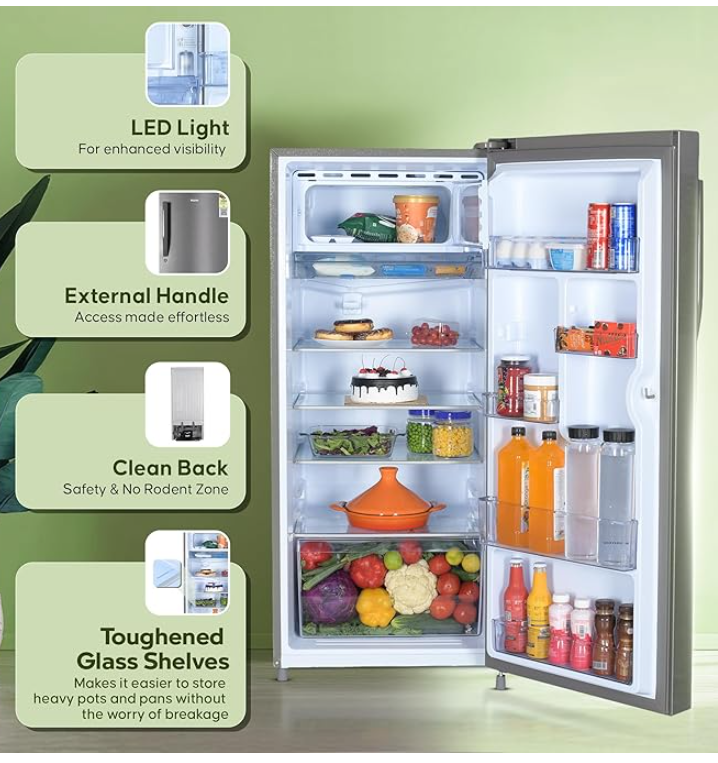 LED Light
For enhanced visibility
External Handle
Access made effortless
Clean Back
Safety & No Rodent Zone
Toughened
Glass Shelves
Makes it easier to store
heavy pots and pans without
the worry of breakage